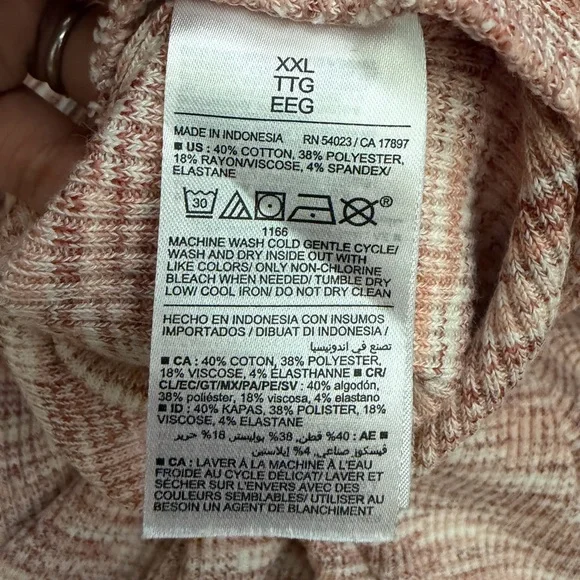 XXL
TTG
EEG
MADE IN INDONESIA RN 54023 / CA 17897
■ US : 40% COTTON, 38% POLYESTER,
18% RAYON/VISCOSE, 4% SPANDEX/
ELASTANE
30 ®
1166
MACHINE WASH COLD GENTLE CYCLE/
WASH AND DRY INSIDE OUT WITH
LIKE COLORS/ ONLY NON-CHLORINE
BLEACH WHEN NEEDED/ TUMBLE DRY
LOW/ COOL IRON/ DO NOT DRY CLEAN
HECHO EN INDONESIA CON INSUMOS
IMPORTADOS / DIBUAT DI INDONESIA /
تصنع في اندونيسيا
■ CA : 40% COTON, 38% POLYESTER,
18% VISCOSE, 4% ÉLASTHANNE ■ CR/
CL/EC/GT/MX/PA/PE/SV : 40% algodón,
38% poliéster, 18% viscosa, 4% elastano
■ ID : 40% KAPAS, 38% POLISTER, 18%
VISCOSE, 4% ELASTANE
■ AE : 40% قطن, 38% بوليستر, 18% حرير
فيسكوز صناعي, 4% إيلاستين
■ CA : LAVER À LA MACHINE À L'EAU
FROIDE AU CYCLE DÉLICAT/ LAVER ET
SÉCHER SUR L'ENVERS AVEC DES
COULEURS SEMBLABLES/ UTILISER AU
BESOIN UN AGENT DE BLANCHIMENT